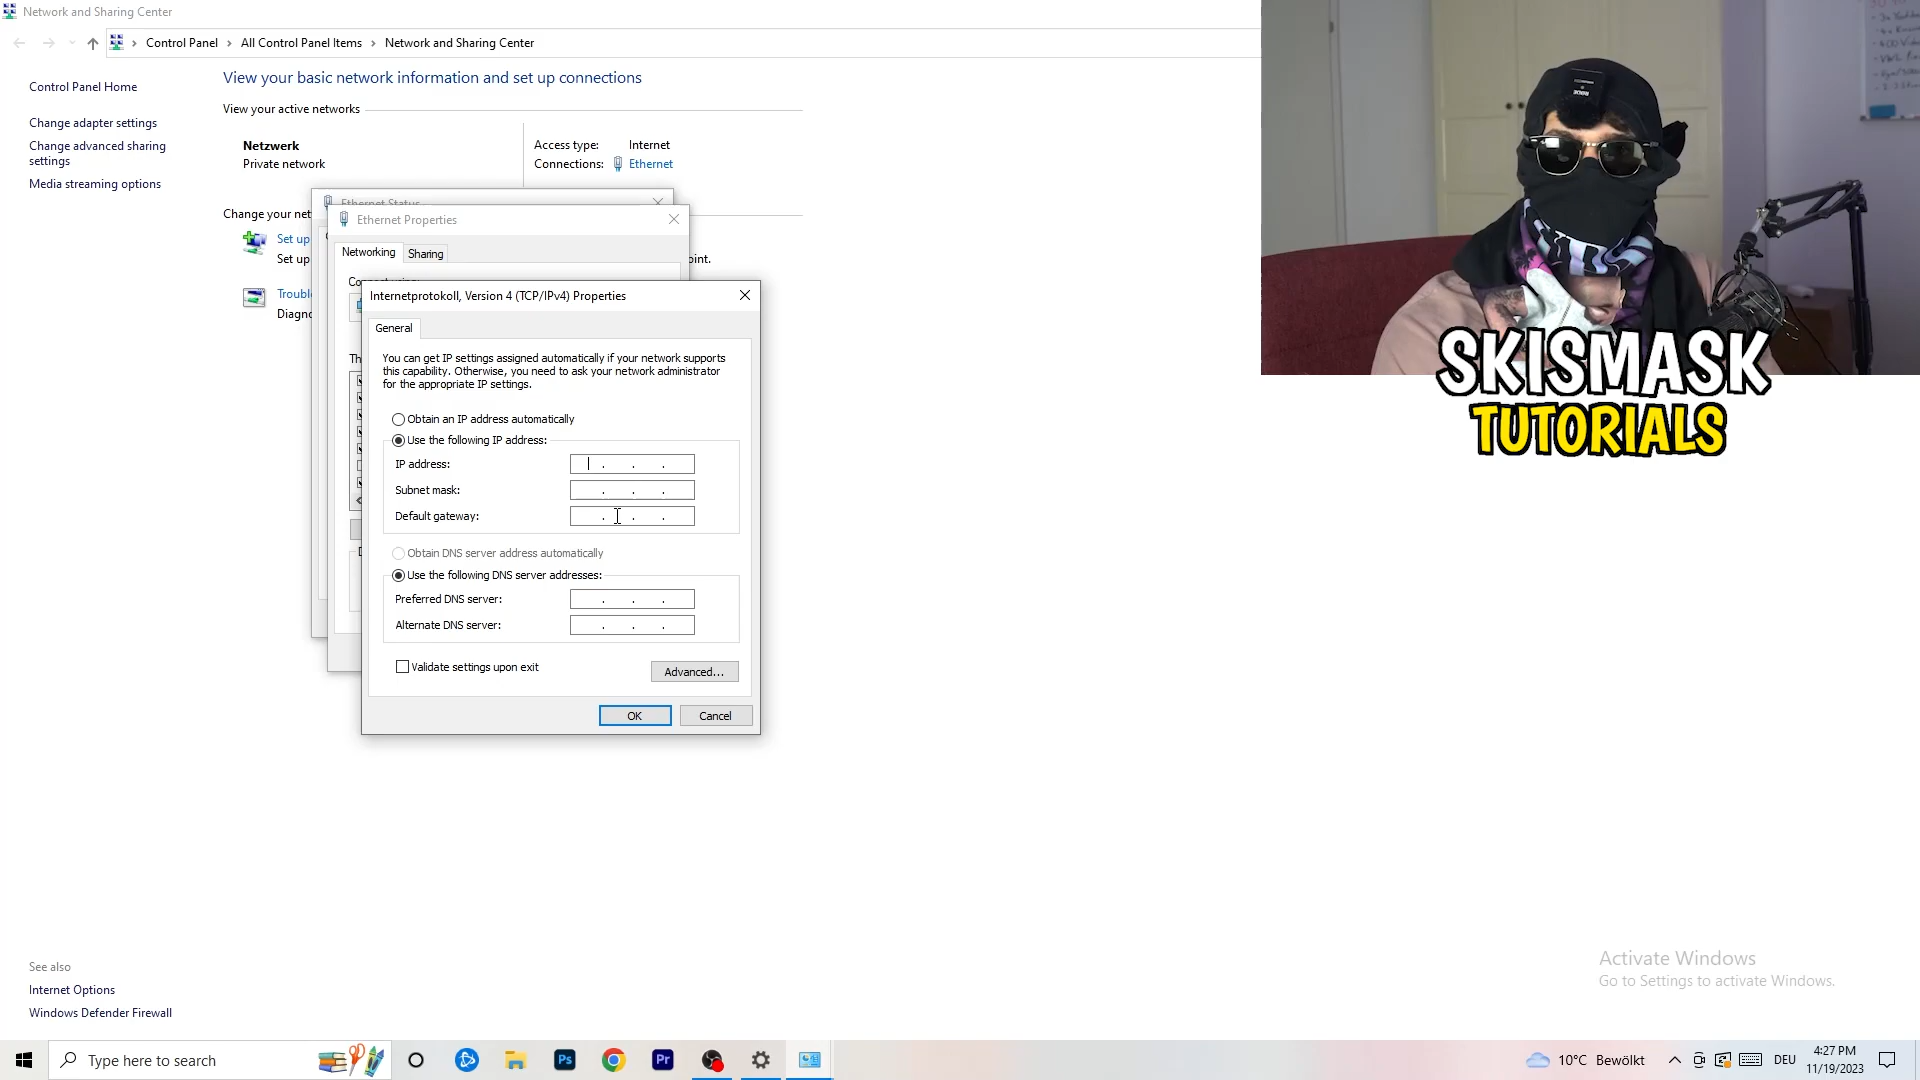 Network and Sharing Center
Control Panel > All Control Panel Items > Network and Sharing Center
Control Panel Home
Change adapter settings
Change advanced sharing
settings
Media streaming options
View your basic network information and set up connections
View your active networks
Netzwerk
Private network
Access type: Internet
Connections: Ethernet
Change your net
Set up
Set up
oint.
Troubl
Diagno
Ethernet Status
Ethernet Properties
Networking
Sharing
Internetprotokoll, Version 4 (TCP/IPv4) Properties
General
You can get IP settings assigned automatically if your network supports
this capability. Otherwise, you need to ask your network administrator
for the appropriate IP settings.
Obtain an IP address automatically
Use the following IP address:
IP address:
Subnet mask:
Default gateway:
Obtain DNS server address automatically
Use the following DNS server addresses:
Preferred DNS server:
Alternate DNS server:
Validate settings upon exit
Advanced...
OK
Cancel
SKISMASK
TUTORIALS
See also
Internet Options
Windows Defender Firewall
Activate Windows
Go to Settings to activate Windows.
Type here to search
Ps
Pr
10°C Bewölkt
DEU
4:27 PM
11/19/2023